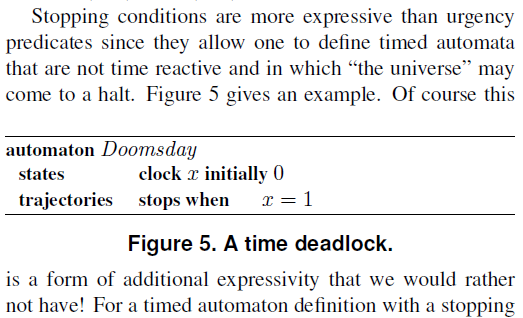 Stopping conditions are more expressive than urgency
predicates since they allow one to define timed automata
that are not time reactive and in which “the universe” may
come to a halt. Figure 5 gives an example. Of course this
automaton Doomsday
states clock x initially 0
trajectories stops when x = 1
Figure 5. A time deadlock.
is a form of additional expressivity that we would rather
not have! For a timed automaton definition with a stopping